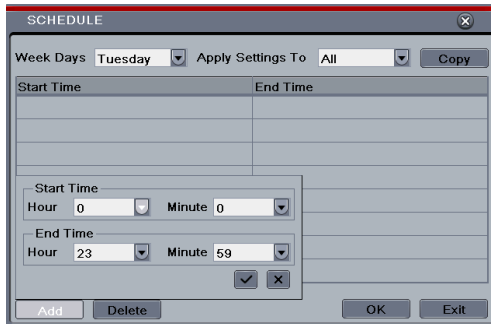 SCHEDULE
Week Days Tuesday Apply Settings To All Copy
Start Time End Time
Start Time
Hour 0 Minute 0
End Time
Hour 23 Minute 59
Add Delete OK Exit